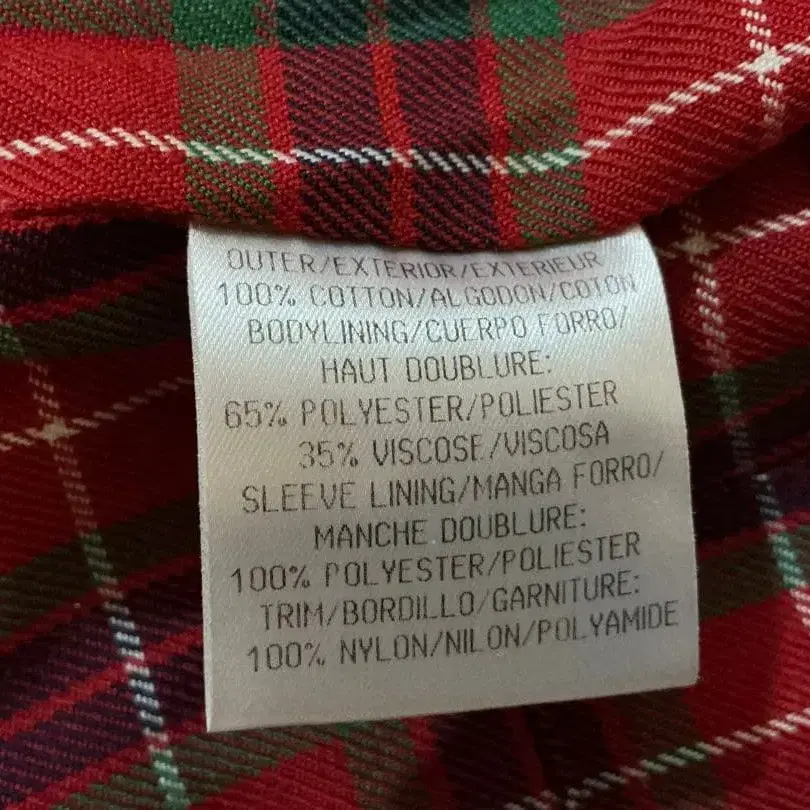 OUTER/EXTERIOR/EXTERIEUR
100% COTTON/ALGODON/COTON
BODYLINING/CUERPO FORRO/
HAUT DOUBLURE:
65% POLYESTER/POLIESTER
35% VISCOSE/VISCOSA
SLEEVE LINING/MANGA FORRO/
MANCHE DOUBLURE:
100% POLYESTER/POLIESTER
TRIM/BORDILLO/GARNITURE:
100% NYLON/NILON/POLYAMIDE